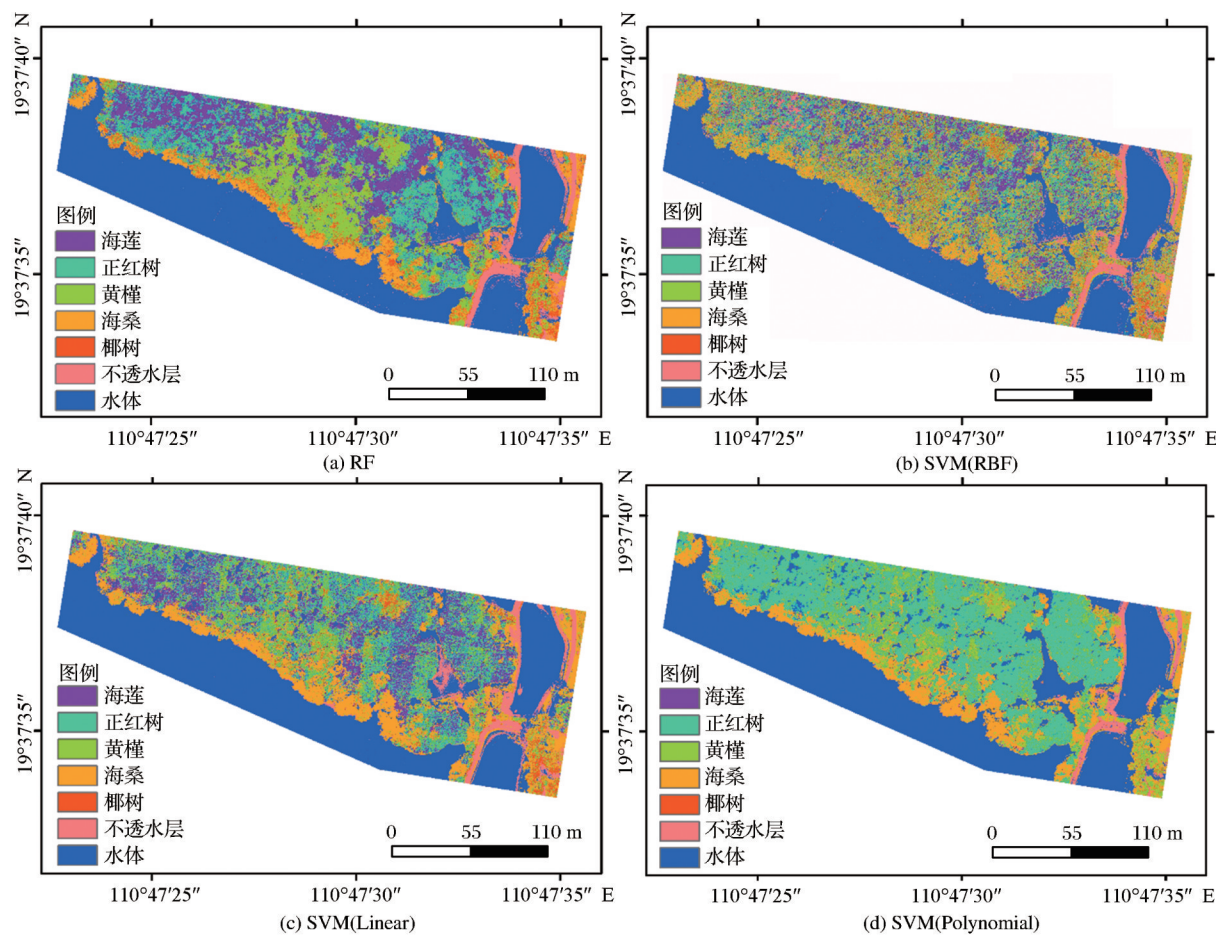 19°37′40″ N
19°37′35″
图例
海莲
正红树
黄槿
海桑
椰树
不透水层
水体
0 55 110 m
110°47′25″ 110°47′30″ 110°47′35″ E
(a) RF
19°37′40″ N
19°37′35″
图例
海莲
正红树
黄槿
海桑
椰树
不透水层
水体
0 55 110 m
110°47′25″ 110°47′30″ 110°47′35″ E
(b) SVM(RBF)
19°37′40″ N
19°37′35″
图例
海莲
正红树
黄槿
海桑
椰树
不透水层
水体
0 55 110 m
110°47′25″ 110°47′30″ 110°47′35″ E
(c) SVM(Linear)
19°37′40″ N
19°37′35″
图例
海莲
正红树
黄槿
海桑
椰树
不透水层
水体
0 55 110 m
110°47′25″ 110°47′30″ 110°47′35″ E
(d) SVM(Polynomial)